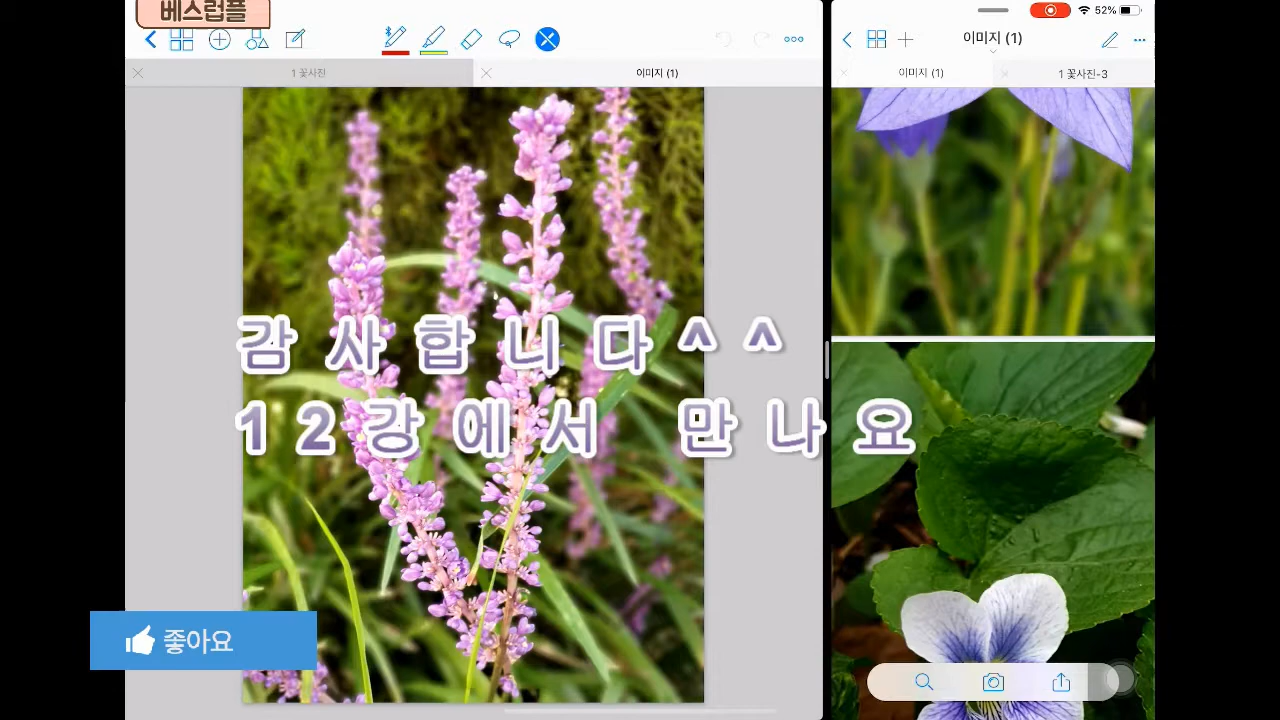 베스럽플
52%
이미지 (1)
1 꽃사진
이미지 (1)
이미지 (1)
1 꽃사진-3
감사합니다^^
12강에서 만나요
좋아요